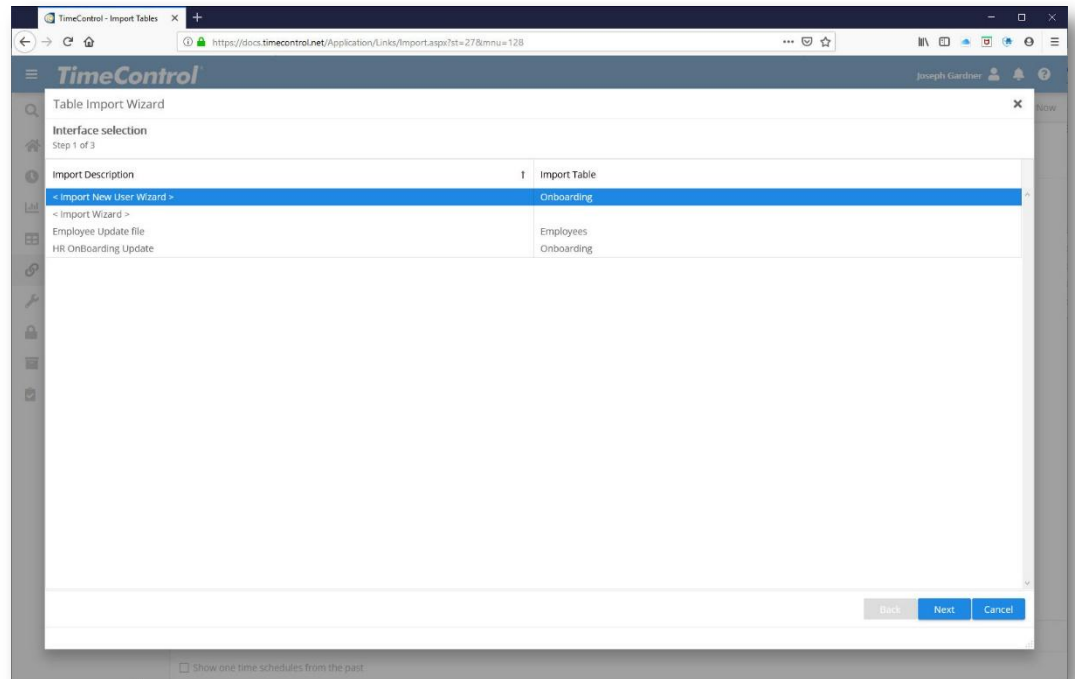 TimeControl - Import Tables
https://docs.timecontrol.net/Application/Links/Import.aspx?st=27&mnu=128
TimeControl
Joseph Gardner
Now
Table Import Wizard
Interface selection
Step 1 of 3
Import Description ↑ Import Table
< Import New User Wizard > Onboarding
< Import Wizard >
Employee Update file Employees
HR OnBoarding Update Onboarding
Back Next Cancel
Show one time schedules from the past